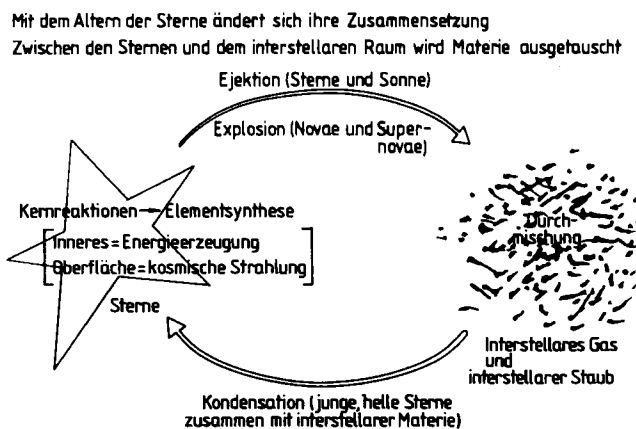 Mit dem Altern der Sterne ändert sich ihre Zusammensetzung
Zwischen den Sternen und dem interstellaren Raum wird Materie ausgetauscht
Ejektion (Sterne und Sonne)
Explosion (Novae und Super-
novae)
Kernreaktionen → Elementsynthese
[Inneres = Energieerzeugung
Oberfläche = kosmische Strahlung]
Sterne
Durch-
mischung
Interstellares Gas
und
interstellarer Staub
Kondensation (junge, helle Sterne
zusammen mit interstellarer Materie)